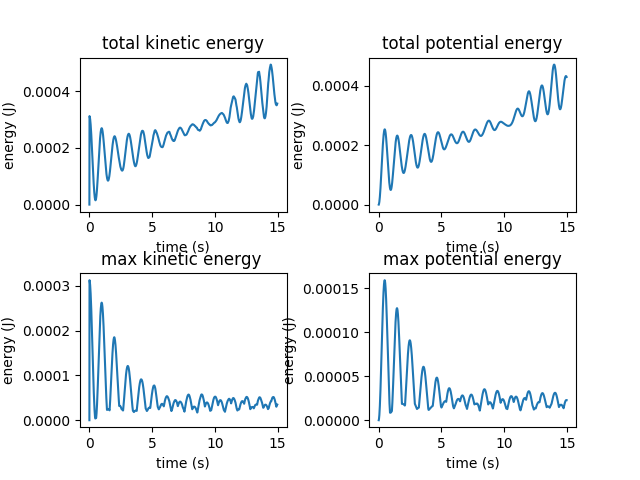 total kinetic energy
energy (J)
0.0004
0.0002
0.0000
0 5 10 15
time (s)
total potential energy
energy (J)
0.0004
0.0002
0.0000
0 5 10 15
time (s)
max kinetic energy
energy (J)
0.0003
0.0002
0.0001
0.0000
0 5 10 15
time (s)
max potential energy
energy (J)
0.00015
0.00010
0.00005
0.00000
0 5 10 15
time (s)